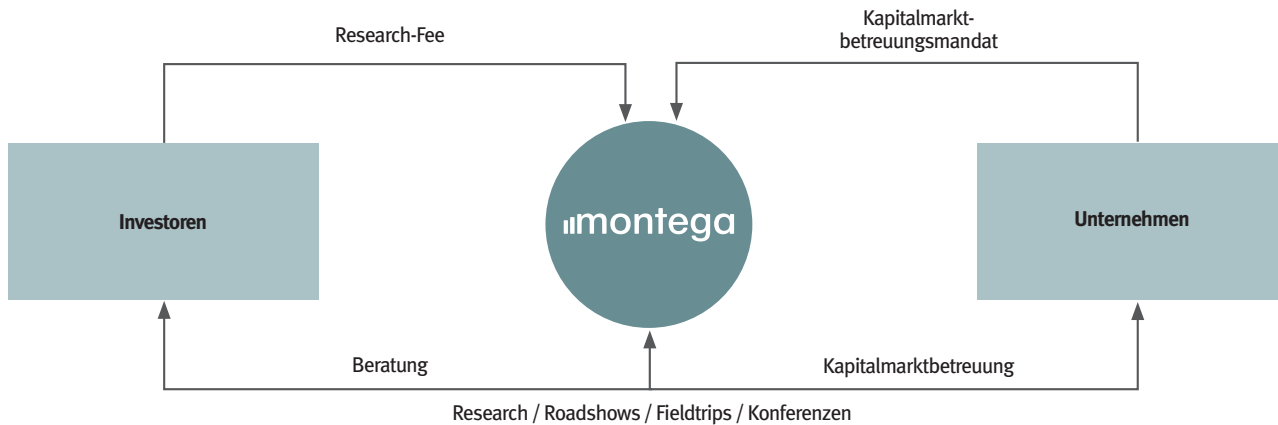 Research-Fee
Kapitalmarkt-
betreuungsmandat
Investoren
montega
Unternehmen
Beratung
Kapitalmarktbetreuung
Research / Roadshows / Fieldtrips / Konferenzen